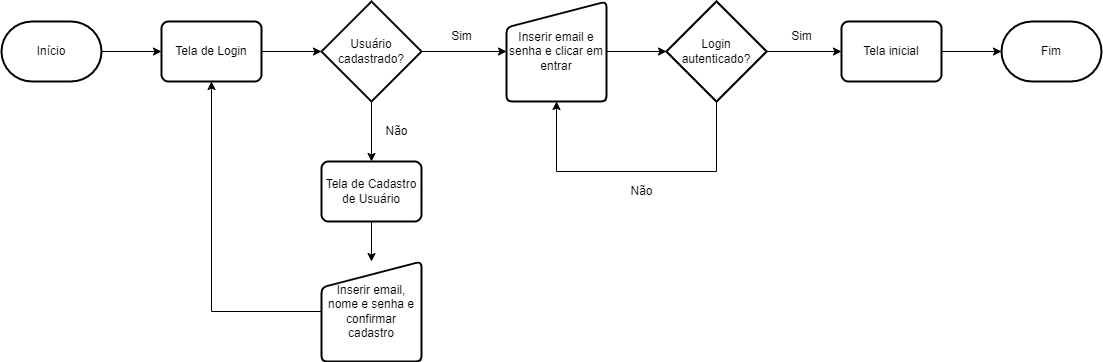 Início
Tela de Login
Usuário
cadastrado?
Sim
Inserir email e
senha e clicar em
entrar
Login
autenticado?
Sim
Tela inicial
Fim
Não
Tela de Cadastro
de Usuário
Não
Inserir email,
nome e senha e
confirmar
cadastro